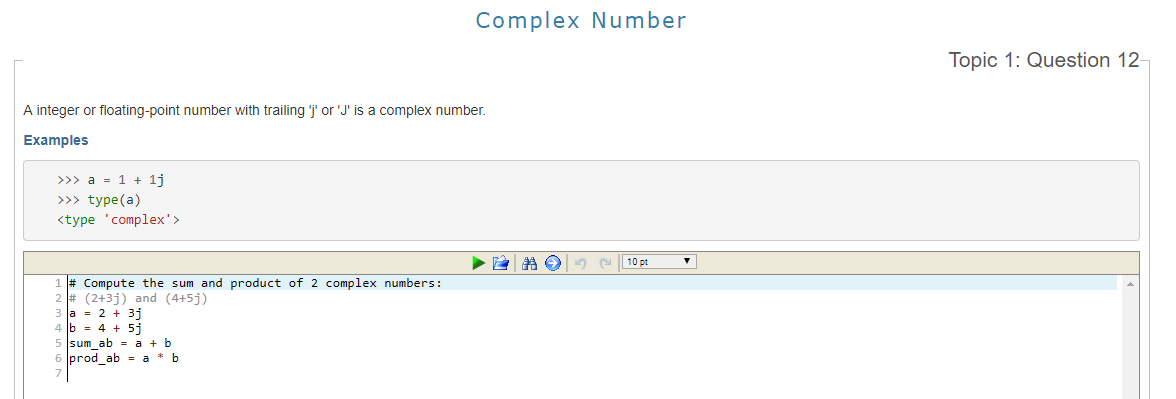 Complex Number
Topic 1: Question 12
A integer or floating-point number with trailing 'j' or 'J' is a complex number.
Examples
>>> a = 1 + 1j
>>> type(a)
<type 'complex'>
10 pt
1 # Compute the sum and product of 2 complex numbers:
2 # (2+3j) and (4+5j)
3 a = 2 + 3j
4 b = 4 + 5j
5 sum_ab = a + b
6 prod_ab = a * b
7